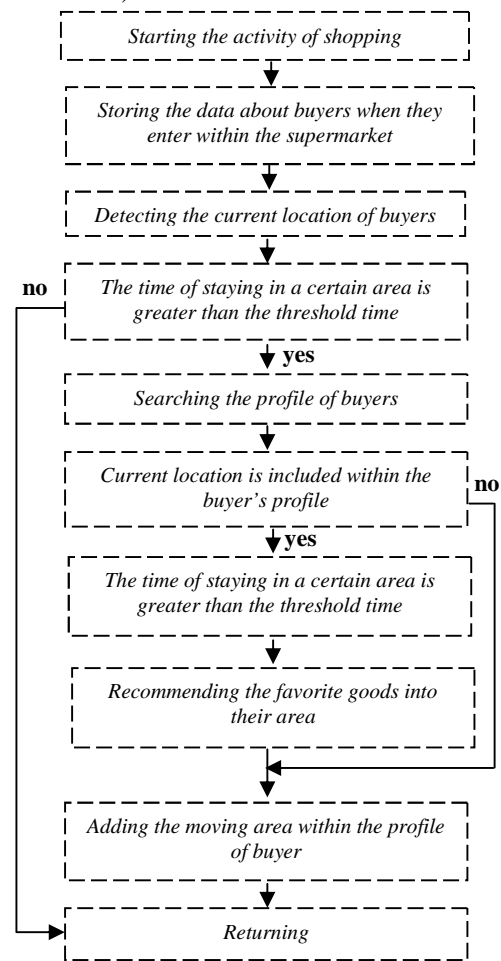 Starting the activity of shopping
Storing the data about buyers when they
enter within the supermarket
Detecting the current location of buyers
no
The time of staying in a certain area is
greater than the threshold time
yes
Searching the profile of buyers
Current location is included within the
buyer's profile
no
yes
The time of staying in a certain area is
greater than the threshold time
Recommending the favorite goods into
their area
Adding the moving area within the profile
of buyer
Returning